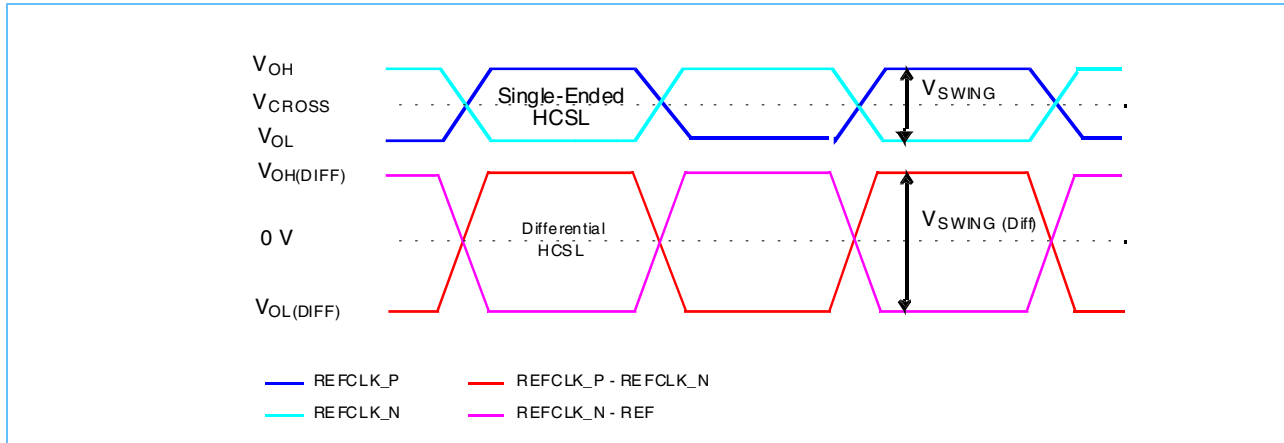 VOH
VCROSS
VOL
Single-Ended
HCSL
VSWING
VOH(DIFF)
0 V
VOL(DIFF)
Differential
HCSL
VSWING (Diff)
REFCLK_P
REFCLK_P - REFCLK_N
REFCLK_N
REFCLK_N - REF